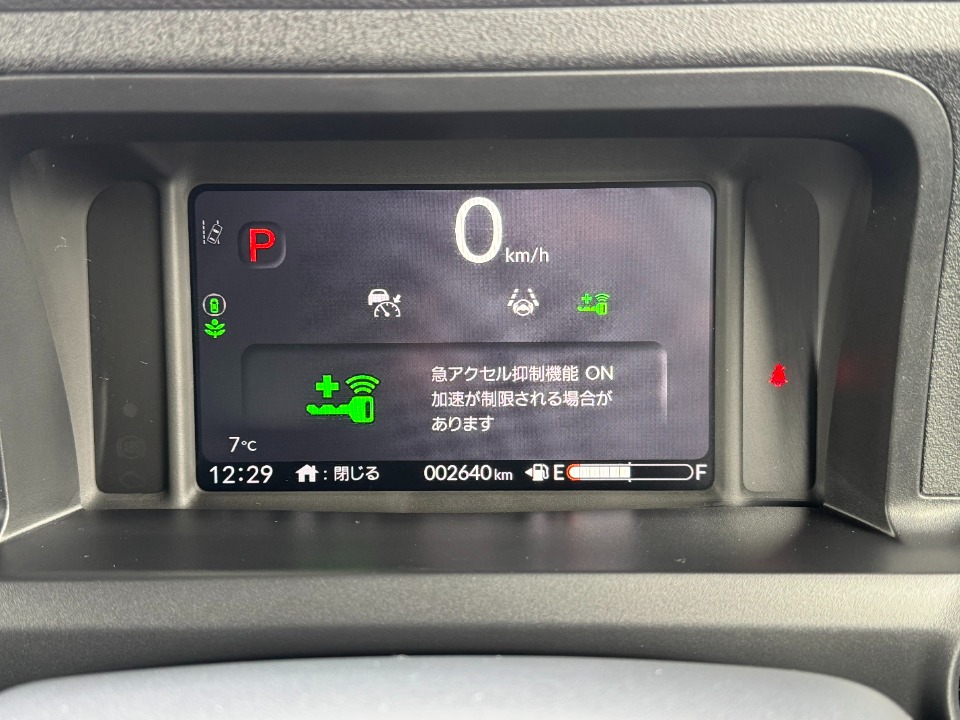 0 km/h
P
急アクセル抑制機能 ON
加速が制限される場合が
あります
7℃
12:29 : 閉じる 002640 km E F